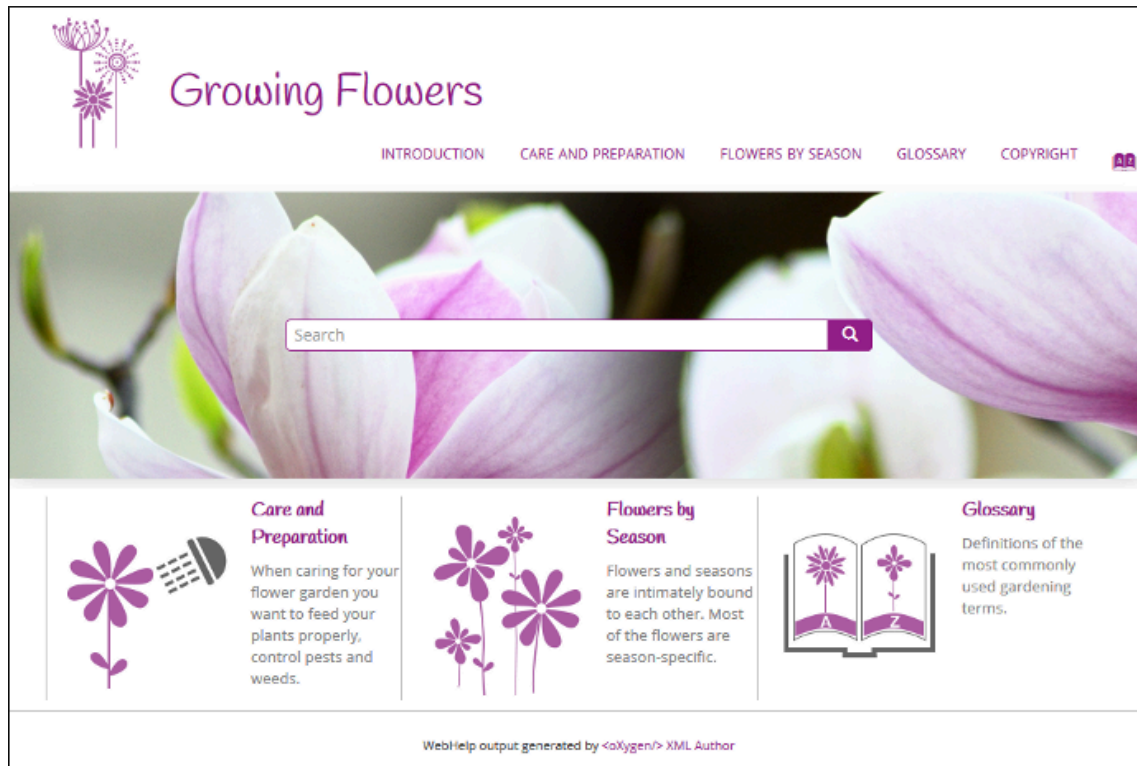 Growing Flowers
INTRODUCTION CARE AND PREPARATION FLOWERS BY SEASON GLOSSARY COPYRIGHT
A Z
Search
Care and
Preparation
When caring for your
flower garden you
want to feed your
plants properly,
control pests and
weeds.
Flowers by
Season
Flowers and seasons
are intimately bound
to each other. Most
of the flowers are
season-specific.
A Z
Glossary
Definitions of the
most commonly
used gardening
terms.
WebHelp output generated by <oXygen/> XML Author